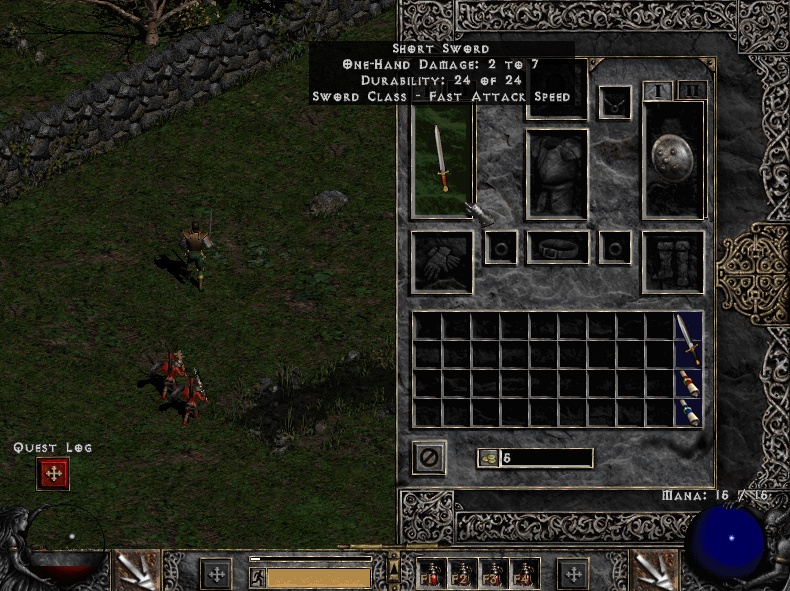 Short Sword
One-Hand Damage: 2 to 7
Durability: 24 of 24
Sword Class - Fast Attack Speed
I II
6
Quest Log
Mana: 16 / 16
F1 F2 F3 F4